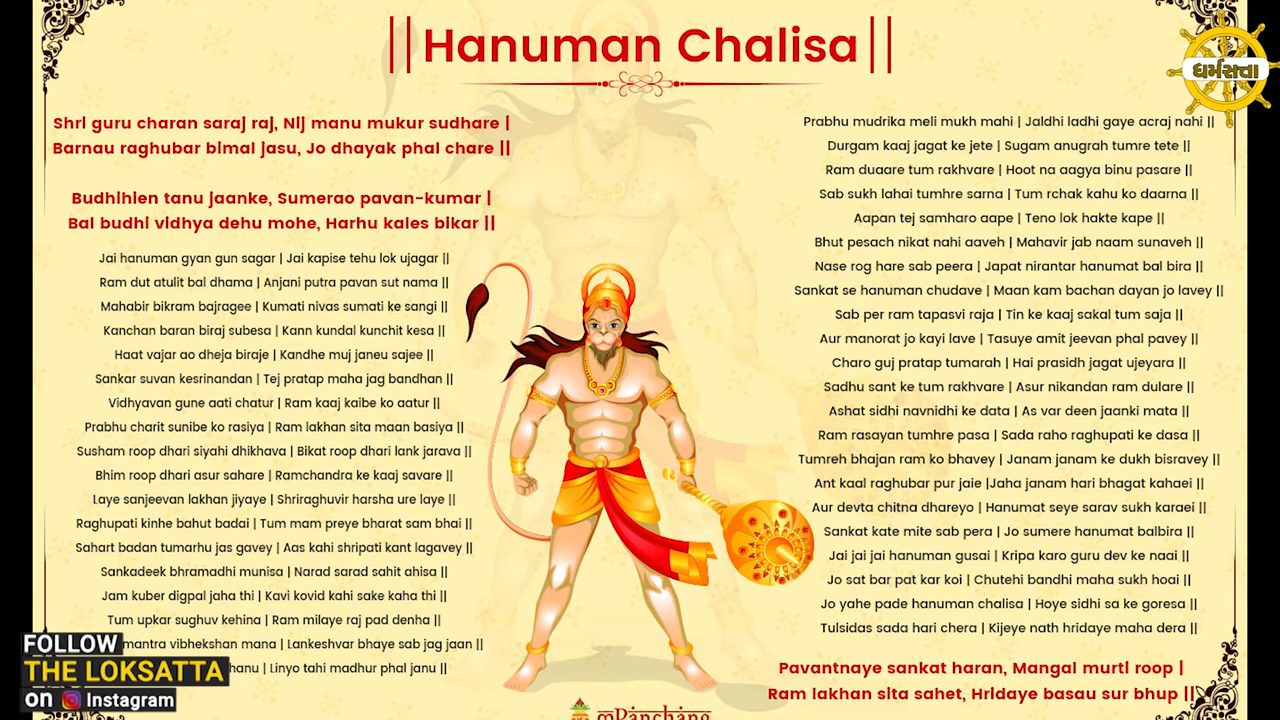 || Hanuman Chalisa ||
ધર્મસત્તા
ShrI guru charan saraj raj, NIj manu mukur sudhare |
Barnau raghubar bImal jasu, Jo dhayak phal chare ||
BudhIhIen tanu jaanke, Sumerao pavan-kumar |
Bal budhI vIdhya dehu mohe, Harhu kales bIkar ||
Jai hanuman gyan gun sagar | Jai kapise tehu lok ujagar ||
Ram dut atulit bal dhama | Anjani putra pavan sut nama ||
Mahabir bikram bajragee | Kumati nivas sumati ke sangi ||
Kanchan baran biraj subesa | Kann kundal kunchit kesa ||
Haat vajar ao dheja biraje | Kandhe muj janeu sajee ||
Sankar suvan kesrinandan | Tej pratap maha jag bandhan ||
Vidhyavan gune aati chatur | Ram kaaj kaibe ko aatur ||
Prabhu charit sunibe ko rasiya | Ram lakhan sita maan basiya ||
Susham roop dhari siyahi dhikhava | Bikat roop dhari lank jarava ||
Bhim roop dhari asur sahare | Ramchandra ke kaaj savare ||
Laye sanjeevan lakhan jiyaye | Shriraghuvir harsha ure laye ||
Raghupati kinhe bahut badai | Tum mam preye bharat sam bhai ||
Sahart badan tumarhu jas gavey | Aas kahi shripati kant lagavey ||
Sankadeek bhramadhi munisa | Narad sarad sahit ahisa ||
Jam kuber digpal jaha thi | Kavi kovid kahi sake kaha thi ||
Tum upkar sughuv kehina | Ram milaye raj pad denha ||
mantra vibhekshan mana | Lankeshvar bhaye sab jag jaan ||
hanu | Linyo tahi madhur phal janu ||
Prabhu mudrika meli mukh mahi | Jaldhi ladhi gaye acraj nahi ||
Durgam kaaj jagat ke jete | Sugam anugrah tumre tete ||
Ram duaare tum rakhvare | Hoot na aagya binu pasare ||
Sab sukh lahai tumhre sarna | Tum rchak kahu ko daarna ||
Aapan tej samharo aape | Teno lok hakte kape ||
Bhut pesach nikat nahi aaveh | Mahavir jab naam sunaveh ||
Nase rog hare sab peera | Japat nirantar hanumat bal bira ||
Sankat se hanuman chudave | Maan kam bachan dayan jo lavey ||
Sab per ram tapasvi raja | Tin ke kaaj sakal tum saja ||
Aur manorat jo kayi lave | Tasuye amit jeevan phal pavey ||
Charo guj pratap tumarah | Hai prasidh jagat ujeyara ||
Sadhu sant ke tum rakhvare | Asur nikandan ram dulare ||
Ashat sidhi navnidhi ke data | As var deen jaanki mata ||
Ram rasayan tumhre pasa | Sada raho raghupati ke dasa ||
Tumreh bhajan ram ko bhavey | Janam janam ke dukh bisravey ||
Ant kaal raghubar pur jaie |Jaha janam hari bhagat kahaei ||
Aur devta chitna dhareyo | Hanumat seye sarav sukh karaei ||
Sankat kate mite sab pera | Jo sumere hanumat balbira ||
Jai jai jai hanuman gusai | Kripa karo guru dev ke naai ||
Jo sat bar pat kar koi | Chutehi bandhi maha sukh hoai ||
Jo yahe pade hanuman chalisa | Hoye sidhi sa ke goresa ||
Tulsidas sada hari chera | Kijeye nath hridaye maha dera ||
Pavantnaye sankat haran, Mangal murtI roop |
Ram lakhan sIta sahet, HrIdaye basau sur bhup ||
FOLLOW
THE LOKSATTA
on Instagram
mPanchang